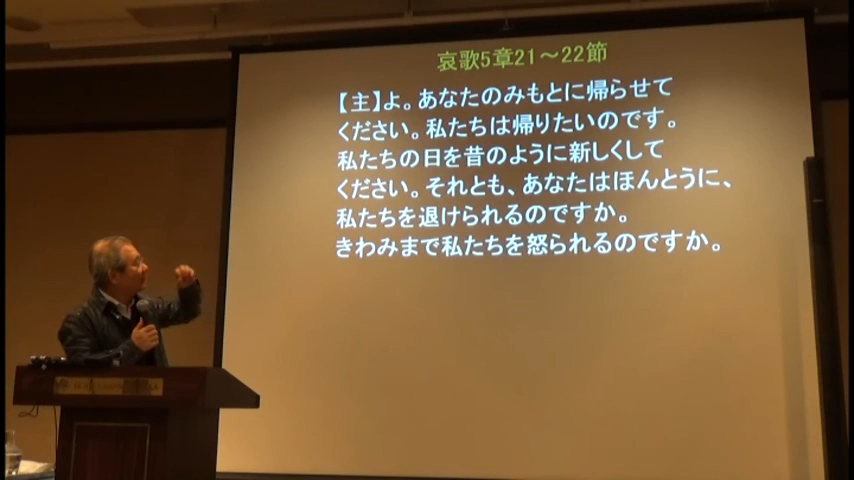 哀歌5章21～22節
【主】よ。あなたのみもとに帰らせて
ください。私たちは帰りたいのです。
私たちの日を昔のように新しくして
ください。それとも、あなたはほんとうに、
私たちを退けられるのですか。
きわみまで私たちを怒られるのですか。